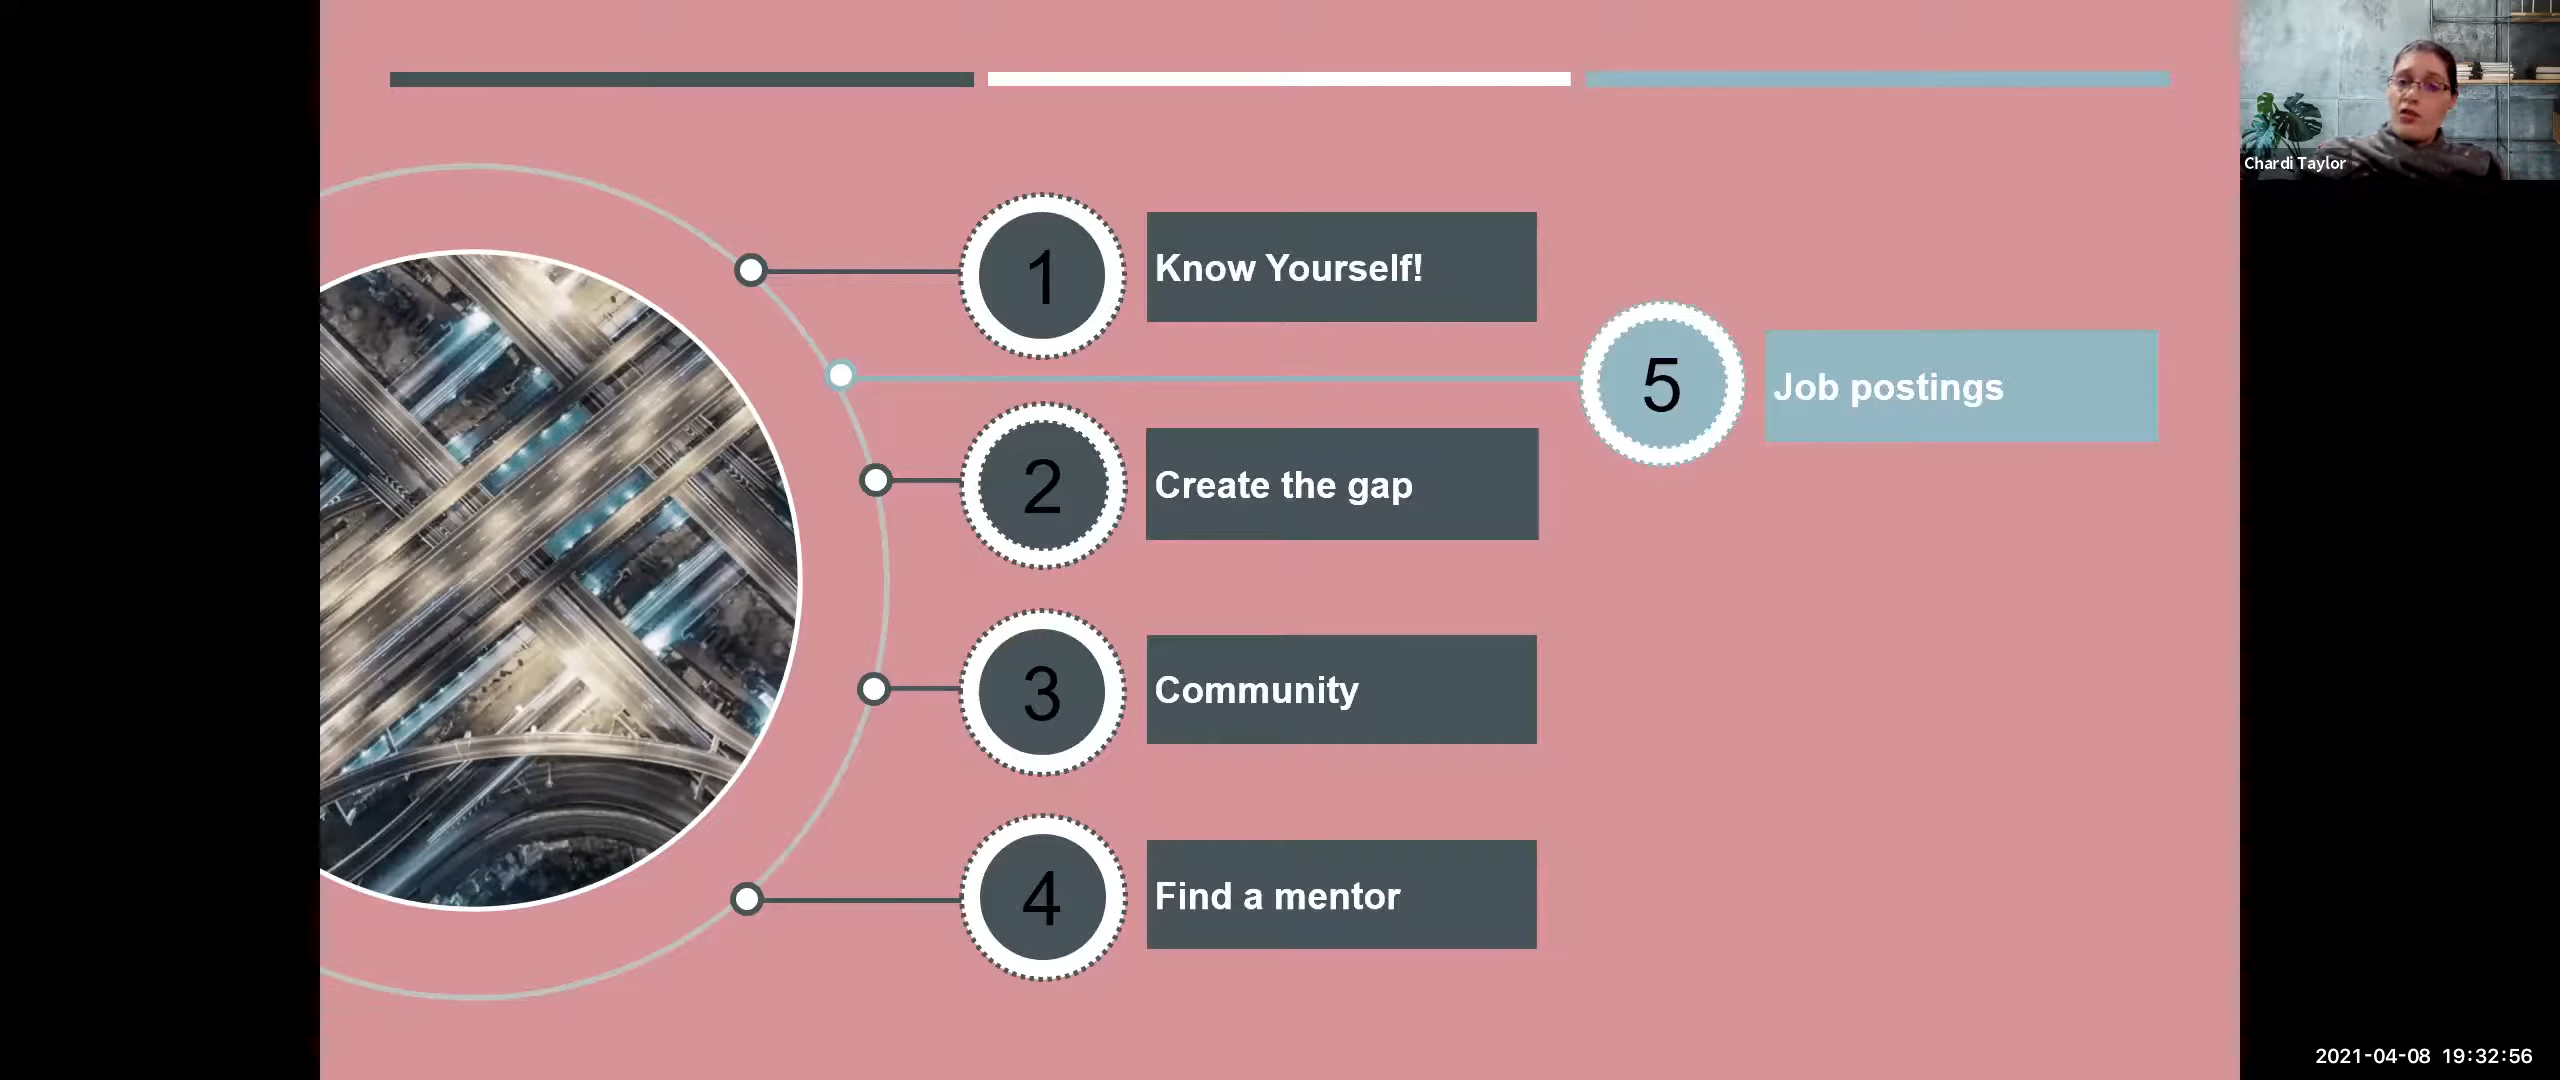 Chardi Taylor
1
Know Yourself!
5
Job postings
2
Create the gap
3
Community
4
Find a mentor
2021-04-08 19:32:56